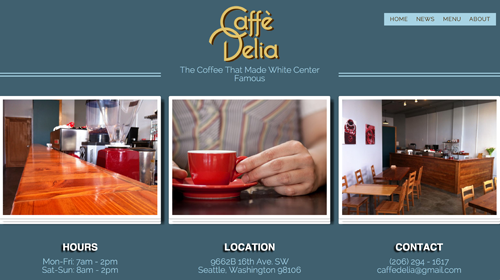 Caffè
Delia
HOME NEWS MENU ABOUT
The Coffee That Made White Center
Famous
HOURS
Mon-Fri: 7am - 2pm
Sat-Sun: 8am - 2pm
LOCATION
9662B 16th Ave. SW
Seattle, Washington 98106
CONTACT
(206) 294 - 1617
caffedelia@gmail.com